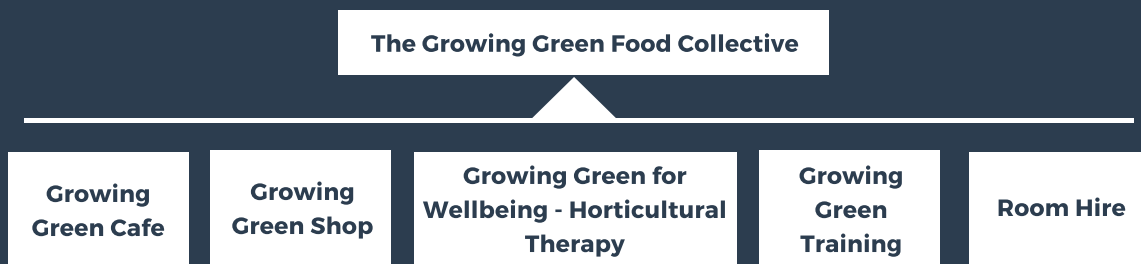 The Growing Green Food Collective
Growing
Green Cafe
Growing
Green Shop
Growing Green for
Wellbeing - Horticultural
Therapy
Growing
Green
Training
Room Hire